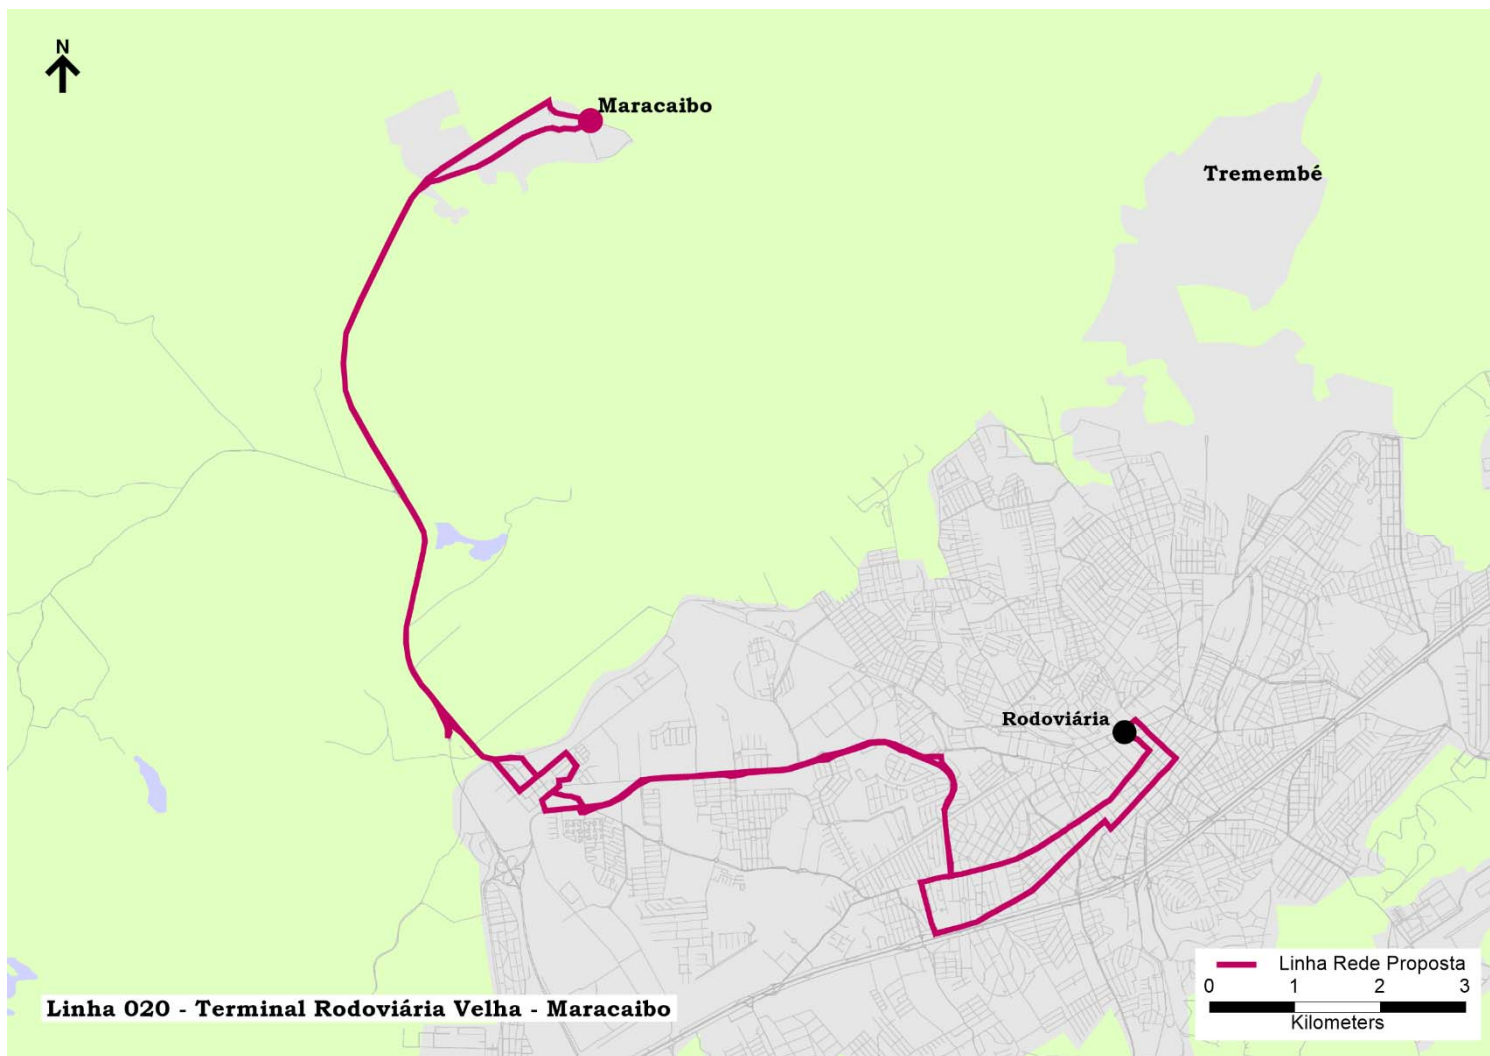 N
Maracaibo
Tremembé
Rodoviária
Linha Rede Proposta
0 1 2 3
Kilometers
Linha 020 - Terminal Rodoviária Velha - Maracaibo